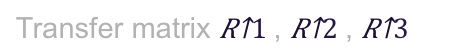 Transfer matrix 𝑅↑1 , 𝑅↑2 , 𝑅↑3